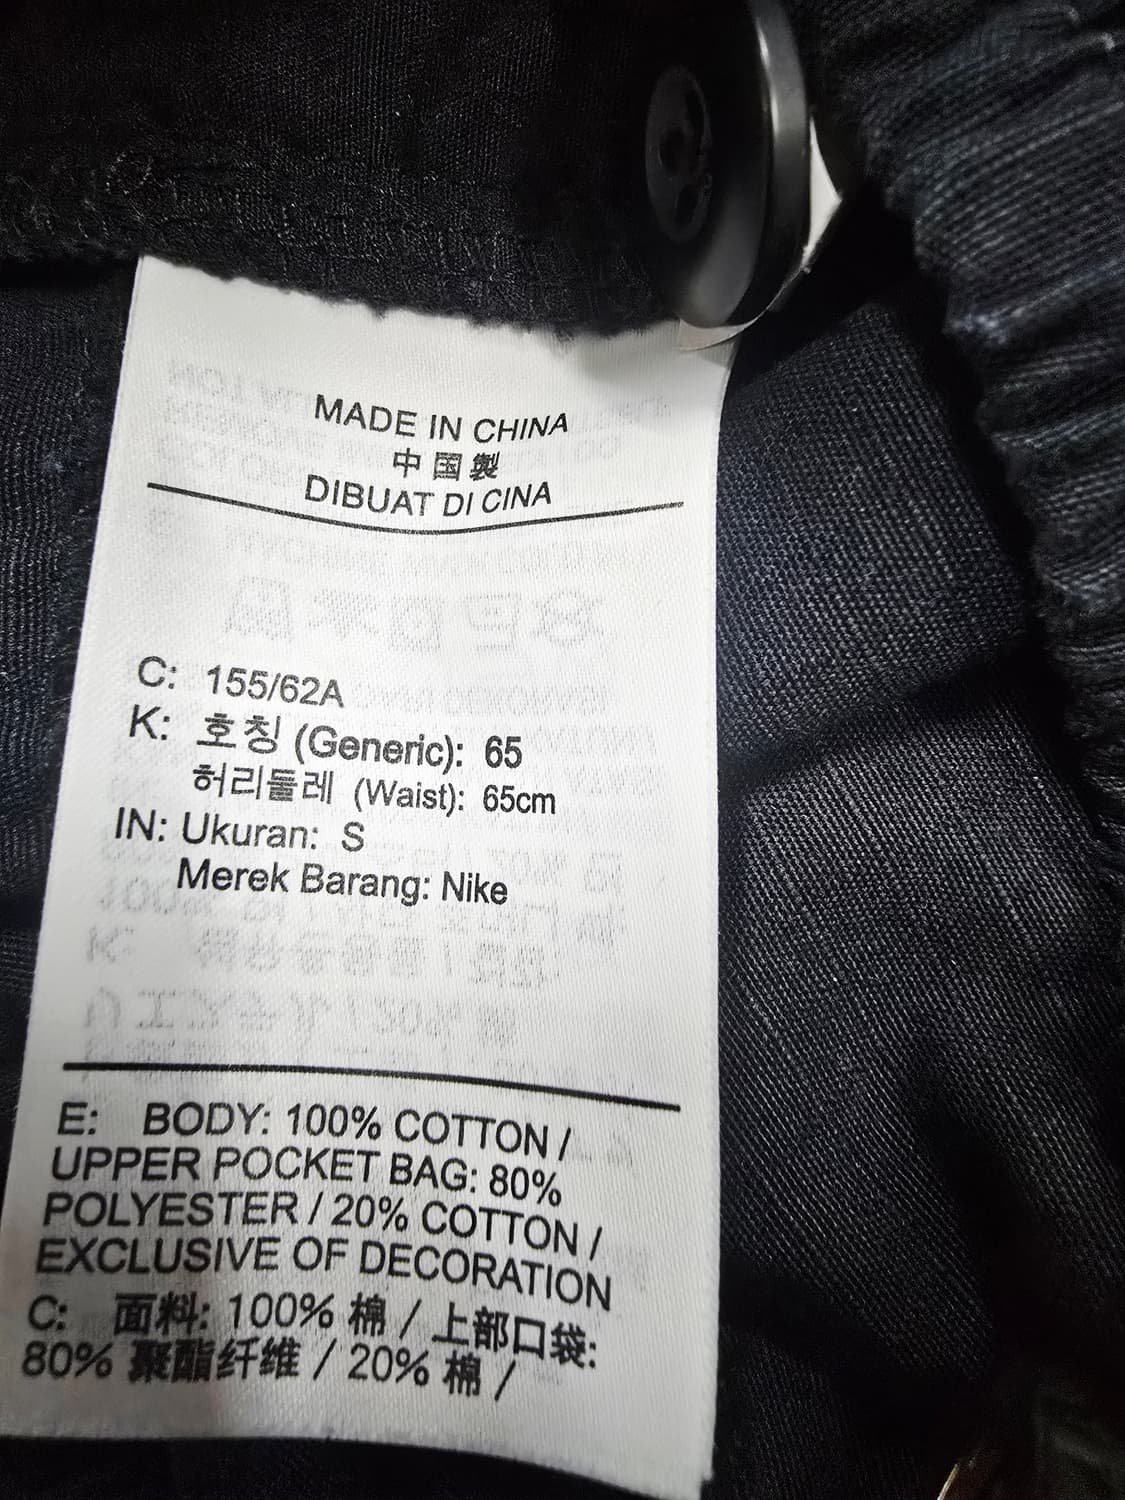 MADE IN CHINA
中国製
DIBUAT DI CINA
C: 155/62A
K: 호칭 (Generic): 65
허리둘레 (Waist): 65cm
IN: Ukuran: S
Merek Barang: Nike
E: BODY: 100% COTTON /
UPPER POCKET BAG: 80%
POLYESTER / 20% COTTON /
EXCLUSIVE OF DECORATION
C: 面料: 100% 棉 / 上部口袋:
80% 聚酯纤维 / 20% 棉 /